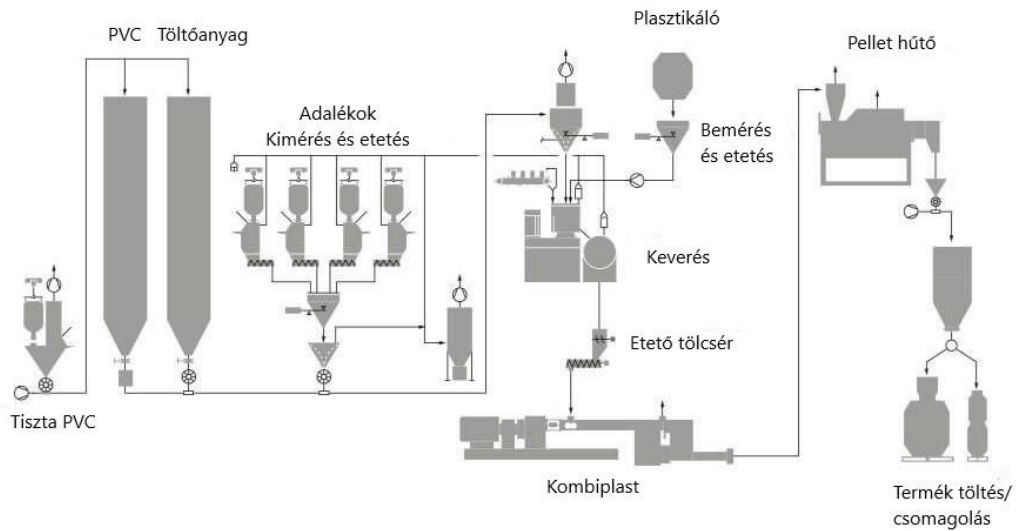 PVC Töltőanyag
Plasztikáló
Pellet hűtő
Adalékok
Kimérés és etetés
Bemérés
és etetés
Keverés
Etető tölcsér
Tiszta PVC
Kombiplast
Termék töltés/
csomagolás